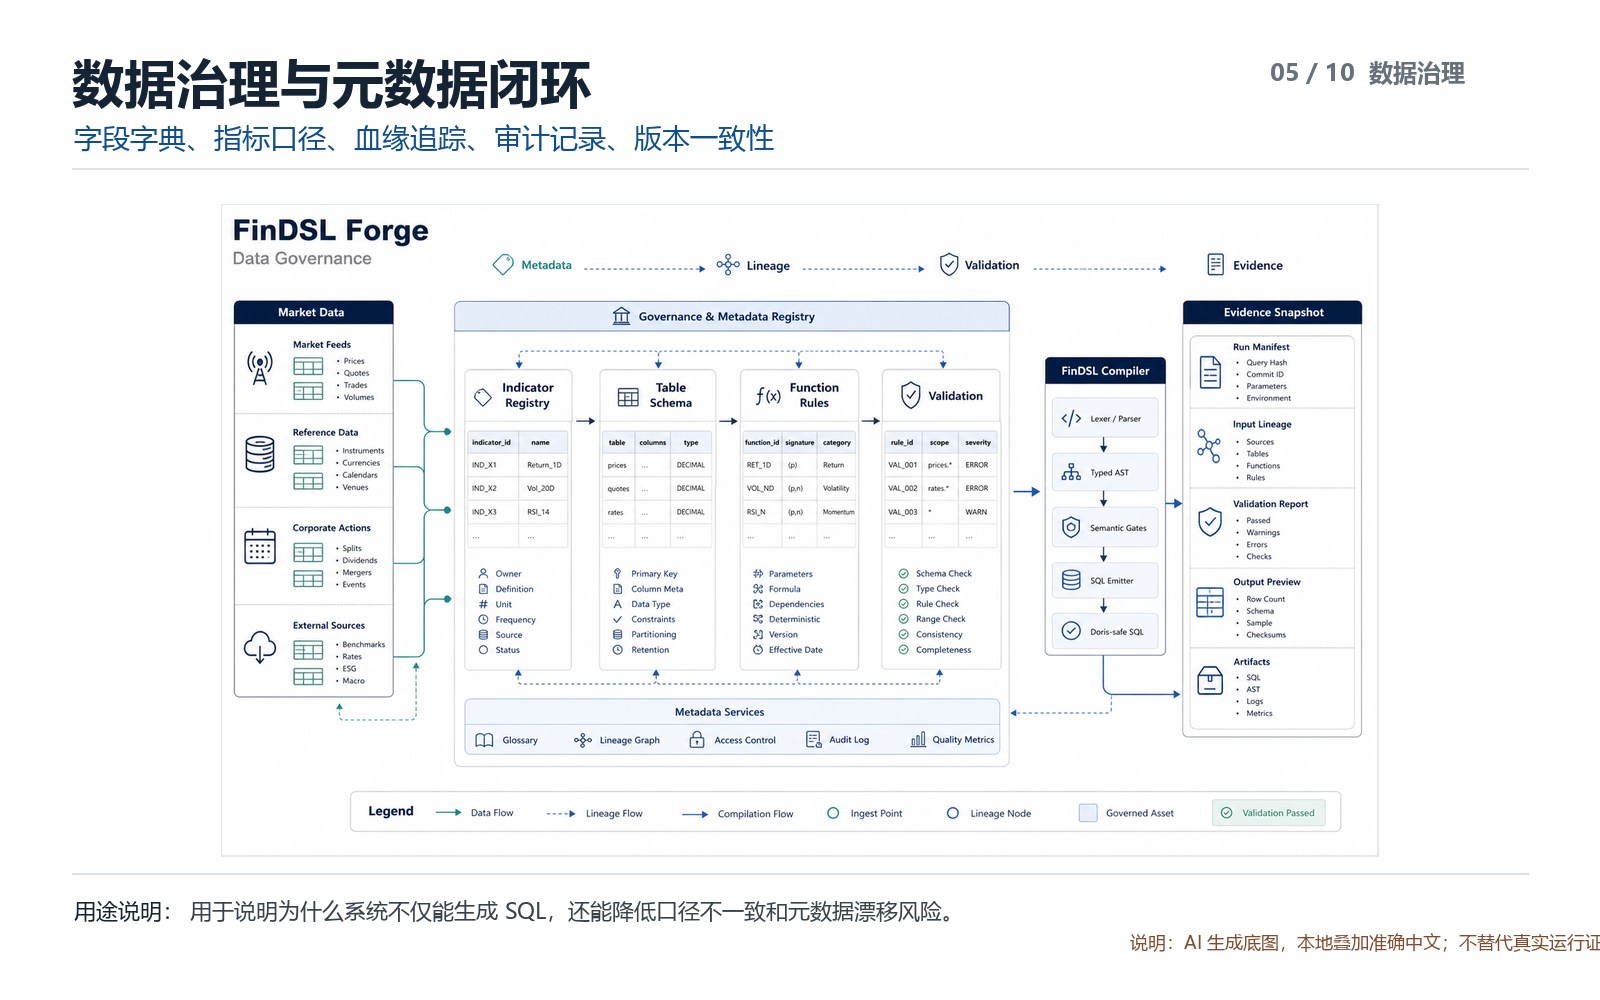 数据治理与元数据闭环
05 / 10 数据治理
字段字典、指标口径、血缘追踪、审计记录、版本一致性
FinDSL Forge
Data Governance
Metadata
Lineage
Validation
Evidence
Market Data
Market Feeds
• Prices
• Quotes
• Trades
• Volumes
Reference Data
• Instruments
• Currencies
• Calendars
• Venues
Corporate Actions
• Splits
• Dividends
• Mergers
• Events
External Sources
• Benchmarks
• Rates
• ESG
• Macro
Governance & Metadata Registry
Indicator
Registry
indicator_id name
IND_X1 Return_1D
IND_X2 Vol_20D
IND_X3 RSI_14
... ...
Owner
Definition
Unit
Frequency
Source
Status
Table
Schema
table columns type
prices ... DECIMAL
quotes ... DECIMAL
rates ... DECIMAL
... ... ...
Primary Key
Column Meta
Data Type
Constraints
Partitioning
Retention
f(x) Function
Rules
function_id signature category
RET_1D (p) Return
VOL_ND (p,n) Volatility
RSI_N (p,n) Momentum
... ... ...
Parameters
Formula
Dependencies
Deterministic
Version
Effective Date
Validation
rule_id scope severity
VAL_001 prices.* ERROR
VAL_002 rates.* ERROR
VAL_003 * WARN
... ... ...
Schema Check
Type Check
Rule Check
Range Check
Consistency
Completeness
Metadata Services
Glossary
Lineage Graph
Access Control
Audit Log
Quality Metrics
FinDSL Compiler
Lexer / Parser
Typed AST
Semantic Gates
SQL Emitter
Doris-safe SQL
Evidence Snapshot
Run Manifest
• Query Hash
• Commit ID
• Parameters
• Environment
Input Lineage
• Sources
• Tables
• Functions
• Rules
Validation Report
• Passed
• Warnings
• Errors
• Checks
Output Preview
• Row Count
• Schema
• Sample
• Checksums
Artifacts
• SQL
• AST
• Logs
• Metrics
Legend
Data Flow
Lineage Flow
Compilation Flow
Ingest Point
Lineage Node
Governed Asset
Validation Passed
用途说明： 用于说明为什么系统不仅能生成 SQL，还能降低口径不一致和元数据漂移风险。
说明：AI 生成底图，本地叠加准确中文；不替代真实运行证